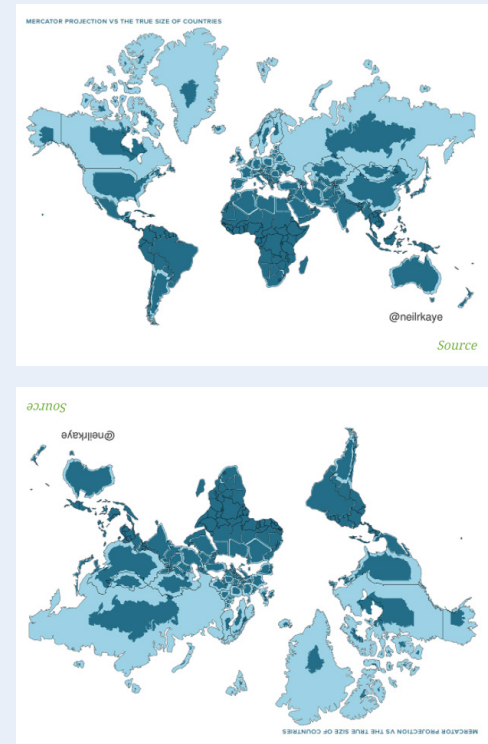 MERCATOR PROJECTION VS THE TRUE SIZE OF COUNTRIES
@neilrkaye
Source
Source
@neilrkaye
MERCATOR PROJECTION VS THE TRUE SIZE OF COUNTRIES